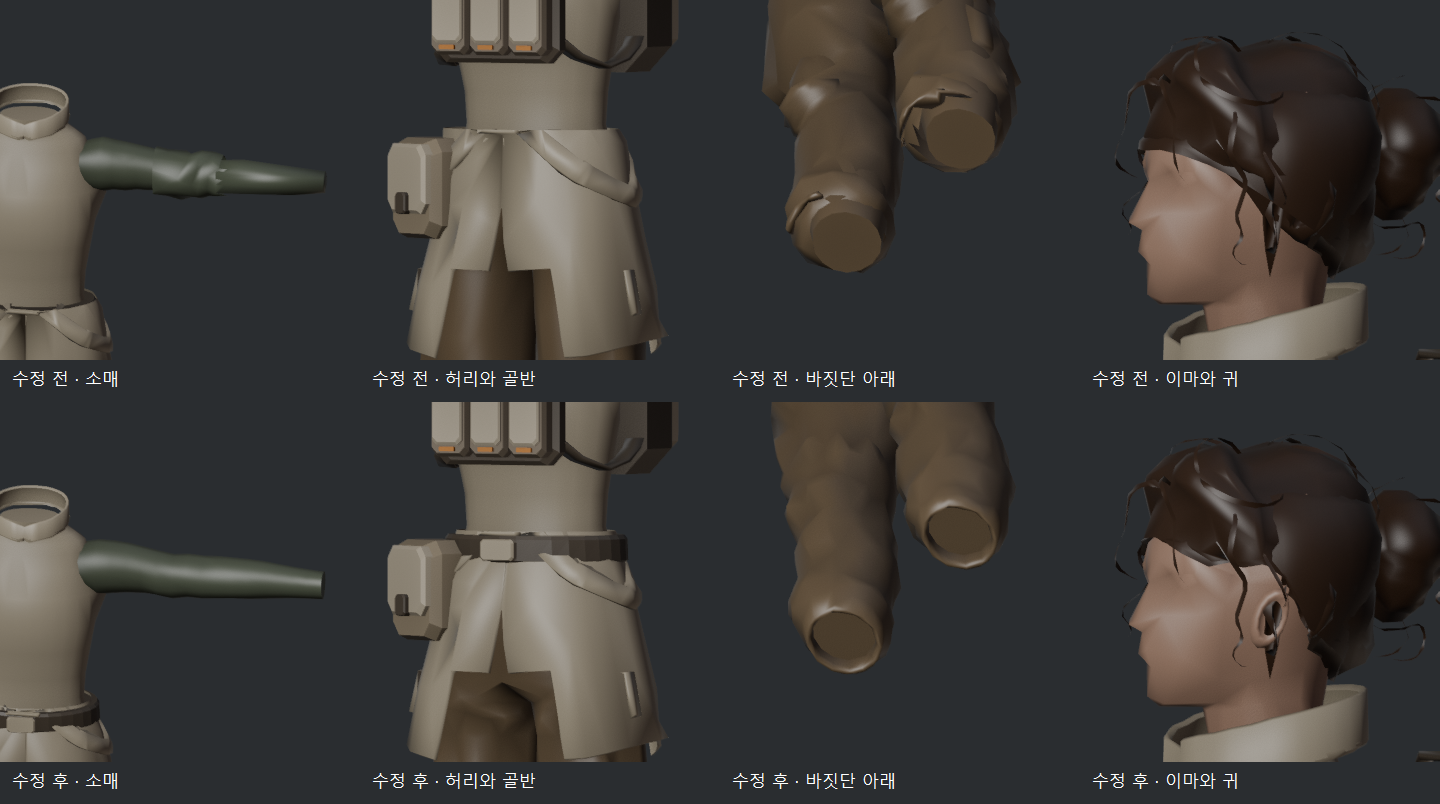 수정 전 · 소매
수정 전 · 허리와 골반
수정 전 · 바짓단 아래
수정 전 · 이마와 귀
수정 후 · 소매
수정 후 · 허리와 골반
수정 후 · 바짓단 아래
수정 후 · 이마와 귀